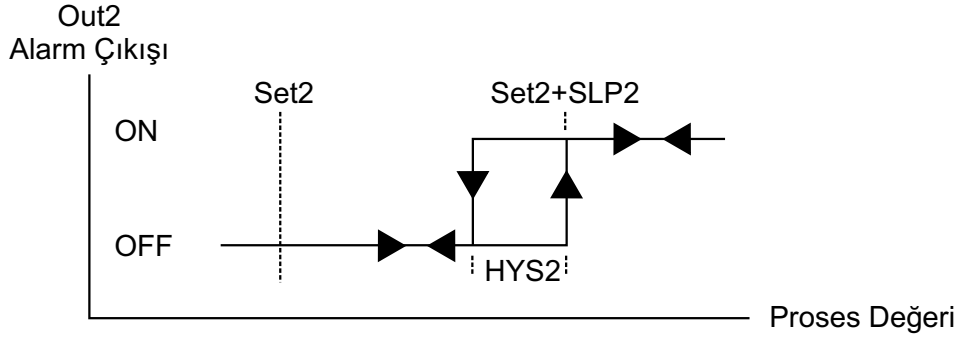 Out2
Alarm Çıkışı
Set2
Set2+SLP2
ON
OFF
HYS2
Proses Değeri